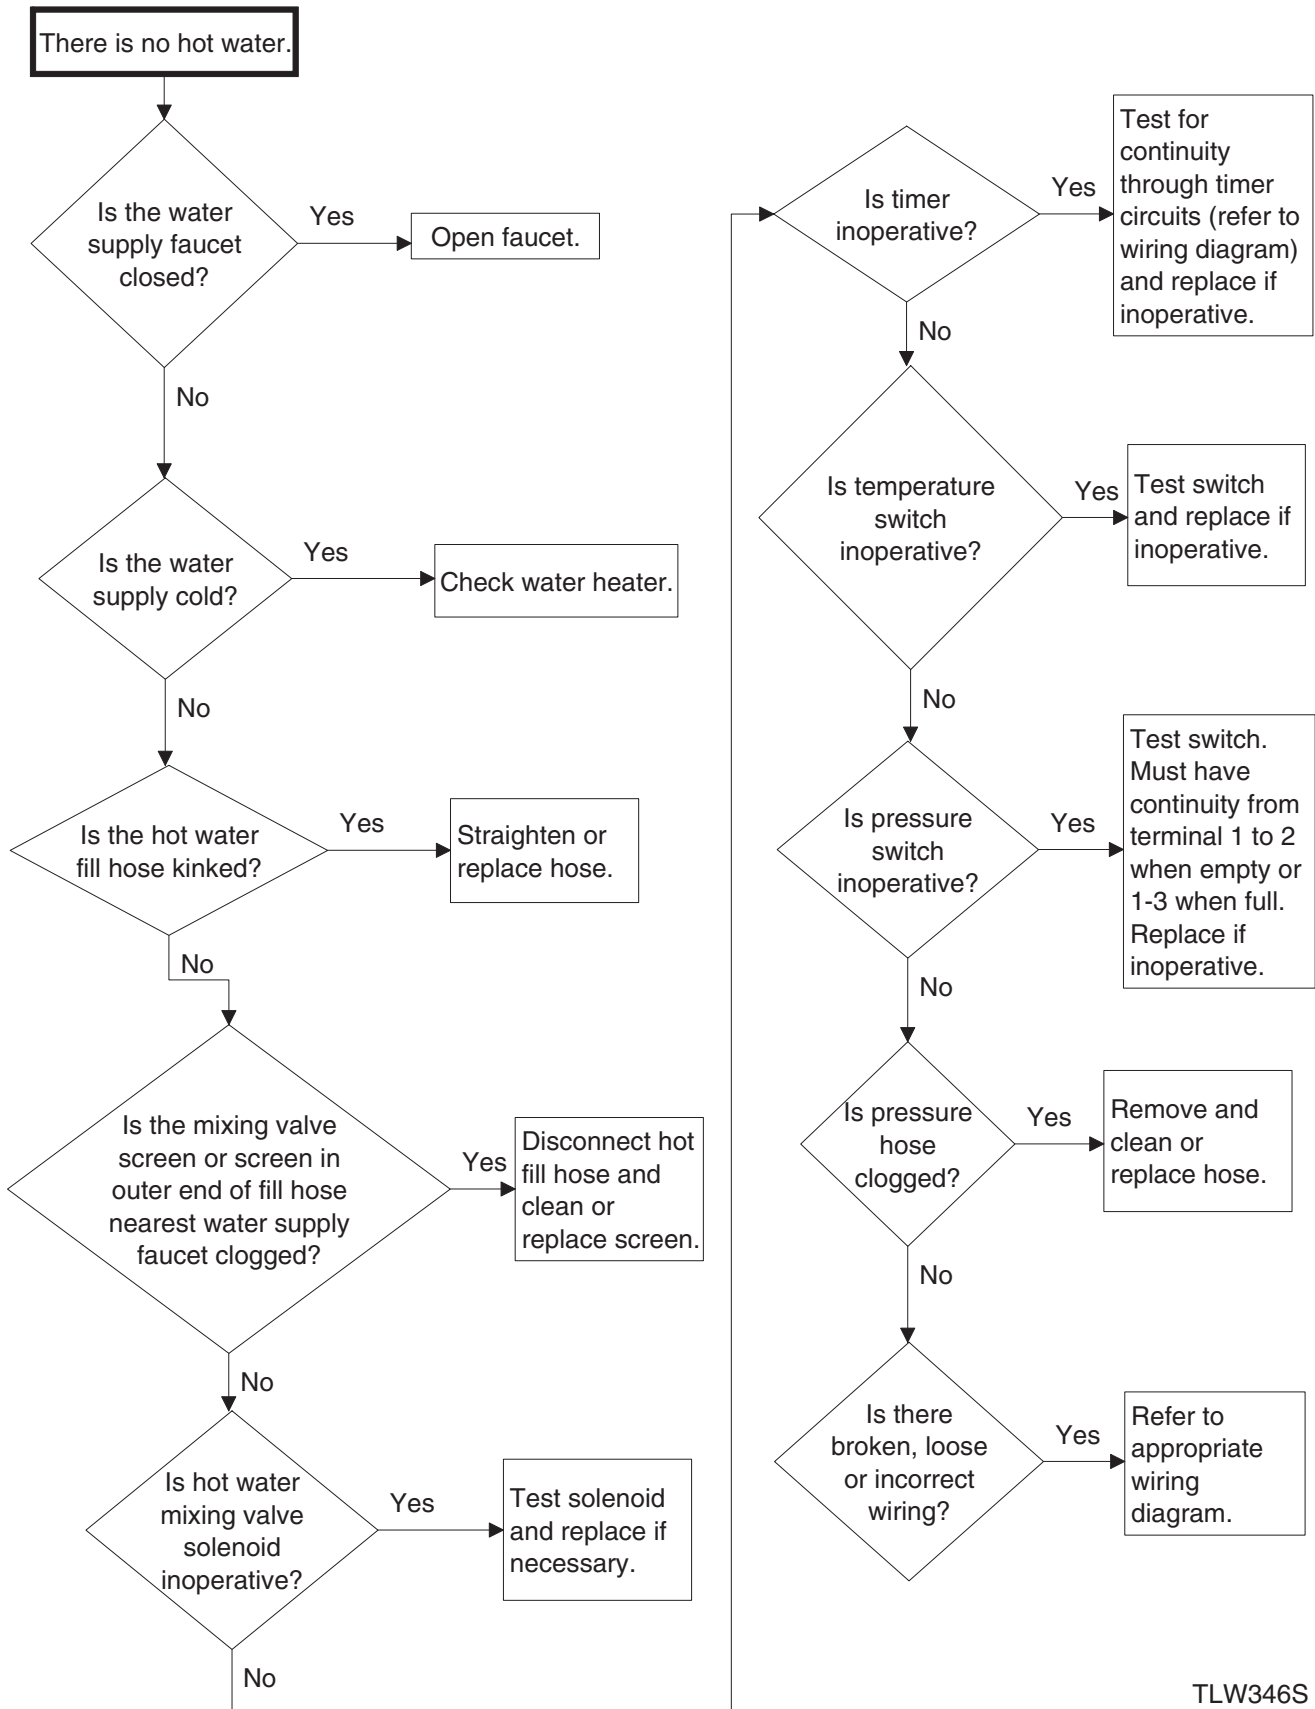 There is no hot water.
Is the water
supply faucet
closed?
Yes
Open faucet.
No
Is the water
supply cold?
Yes
Check water heater.
No
Is the hot water
fill hose kinked?
Yes
Straighten or
replace hose.
No
Is the mixing valve
screen or screen in
outer end of fill hose
nearest water supply
faucet clogged?
Yes
Disconnect hot
fill hose and
clean or
replace screen.
No
Is hot water
mixing valve
solenoid
inoperative?
Yes
Test solenoid
and replace if
necessary.
No
Is timer
inoperative?
Yes
Test for
continuity
through timer
circuits (refer to
wiring diagram)
and replace if
inoperative.
No
Is temperature
switch
inoperative?
Yes
Test switch
and replace if
inoperative.
No
Is pressure
switch
inoperative?
Yes
Test switch.
Must have
continuity from
terminal 1 to 2
when empty or
1-3 when full.
Replace if
inoperative.
No
Is pressure
hose
clogged?
Yes
Remove and
clean or
replace hose.
No
Is there
broken, loose
or incorrect
wiring?
Yes
Refer to
appropriate
wiring
diagram.
TLW346S